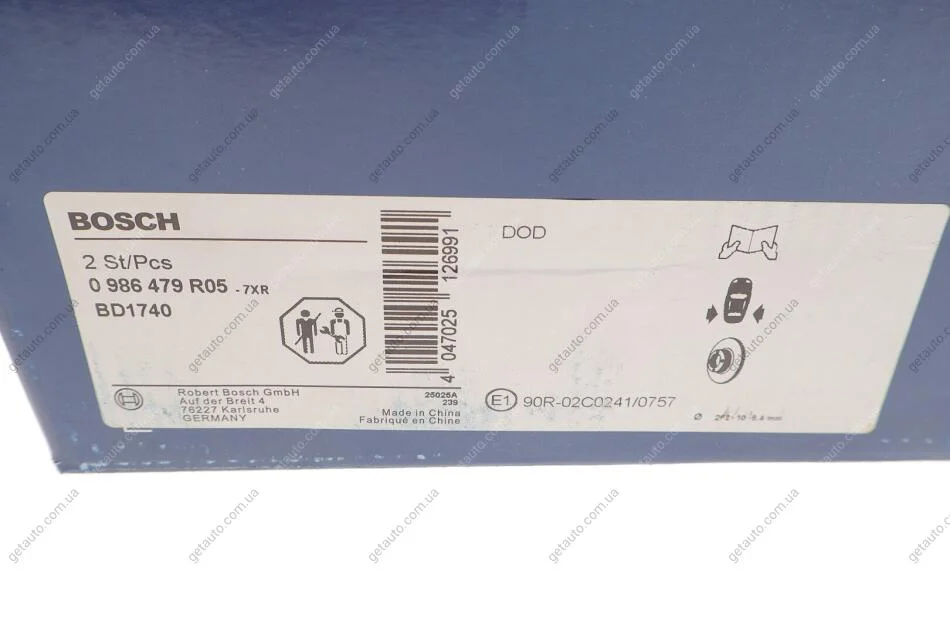 BOSCH
2 St/Pcs
0 986 479 R05 - 7XR
BD1740
4 047025 126991
DOD
Robert Bosch GmbH
Auf der Breit 4
76227 Karlsruhe
GERMANY
25025A
239
Made in China
Fabriqué en Chine
E1 90R-02C0241/0757
getauto.com.ua